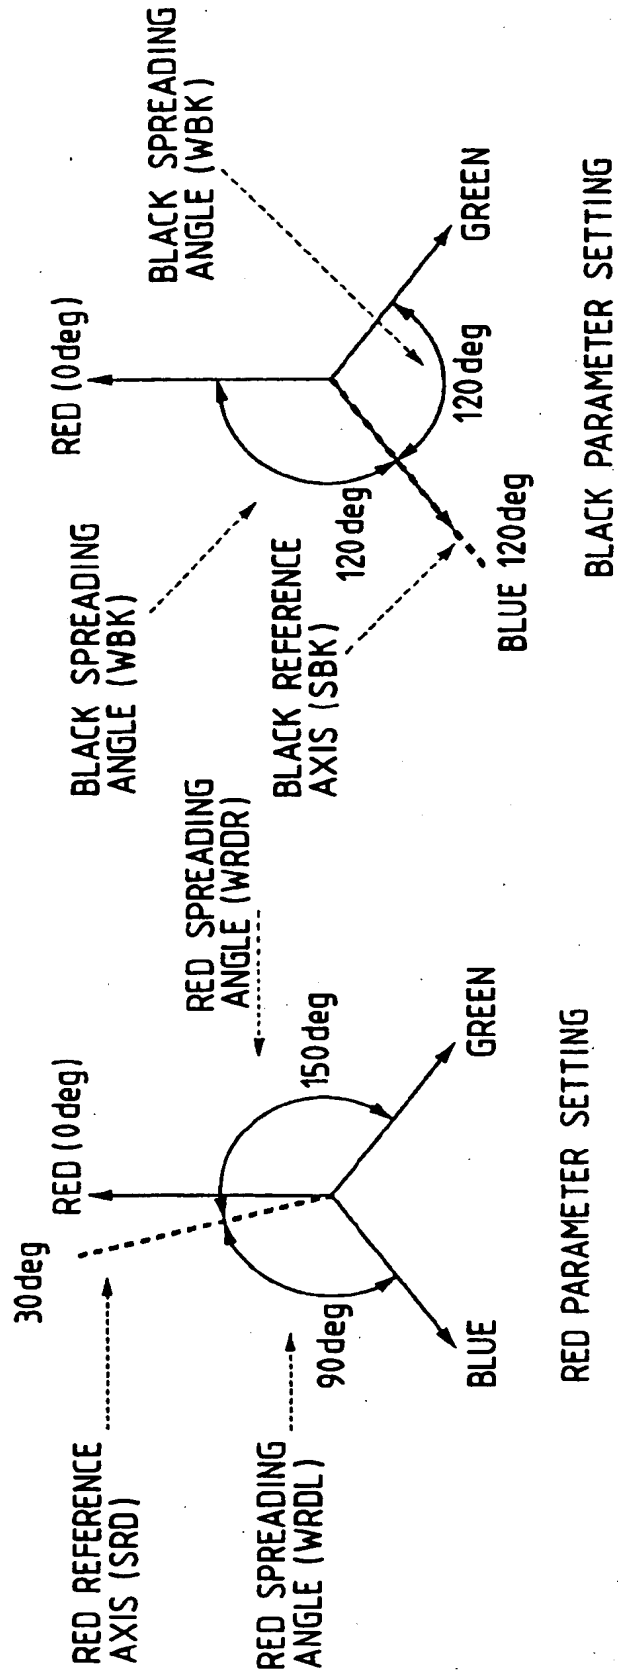 30deg
RED (0deg)
RED REFERENCE
AXIS (SRD)
RED SPREADING
ANGLE (WRDR)
RED SPREADING
ANGLE (WRDL)
90deg
150deg
BLUE
GREEN
RED PARAMETER SETTING
RED (0deg)
BLACK SPREADING
ANGLE (WBK)
BLACK SPREADING
ANGLE (WBK)
BLACK REFERENCE
AXIS (SBK)
120deg
120deg
BLUE 120deg
GREEN
BLACK PARAMETER SETTING